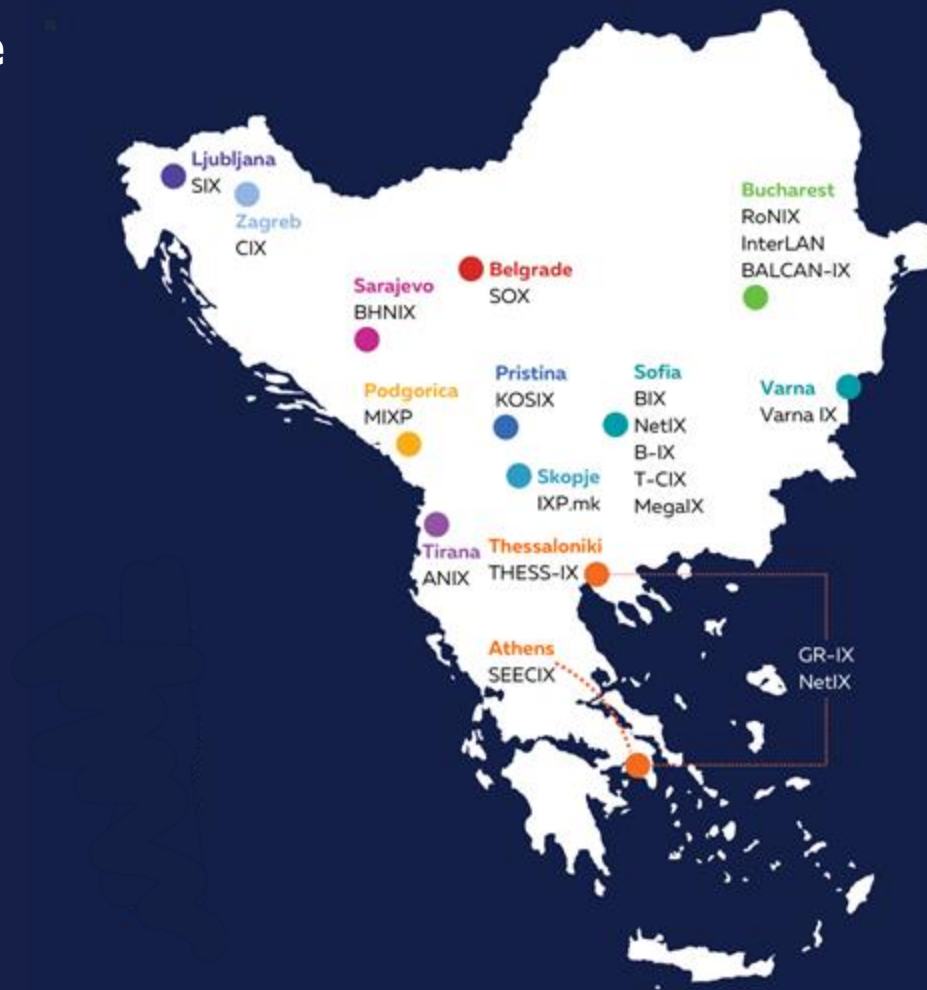 e
Ljubljana
SIX
Zagreb
CIX
Bucharest
RoNIX
InterLAN
BALCAN-IX
Belgrade
SOX
Sarajevo
BHNIX
Pristina
KOSIX
Sofia
BIX
NetIX
B-IX
T-CIX
MegaIX
Varna
Varna IX
Podgorica
MIXP
Skopje
IXP.mk
Tirana
ANIX
Thessaloniki
THESS-IX
Athens
SEECIX
GR-IX
NetIX